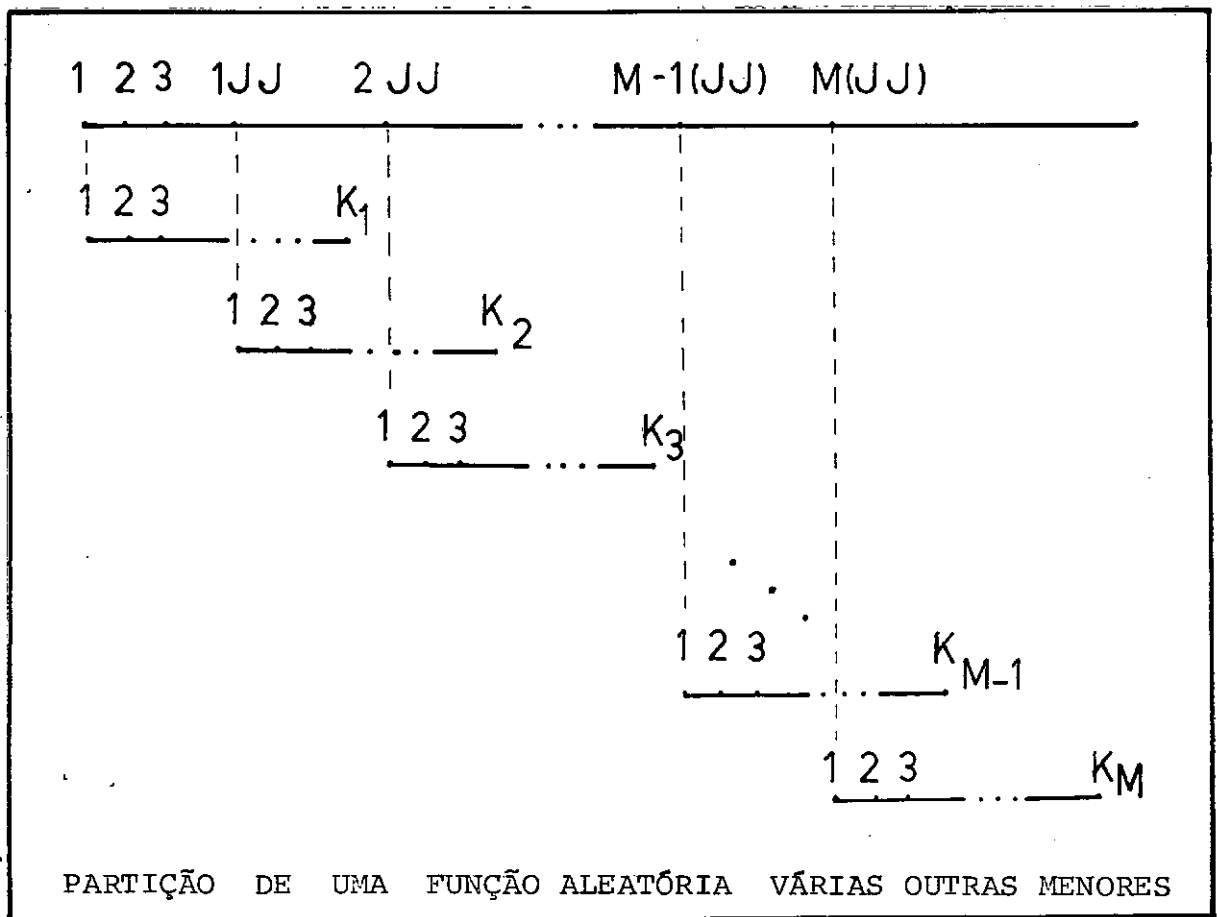 1 2 3 1JJ 2 JJ M-1(JJ) M(JJ)
1 2 3 K1
1 2 3 K2
1 2 3 K3
1 2 3 KM-1
1 2 3 KM
PARTIÇÃO DE UMA FUNÇÃO ALEATÓRIA VÁRIAS OUTRAS MENORES